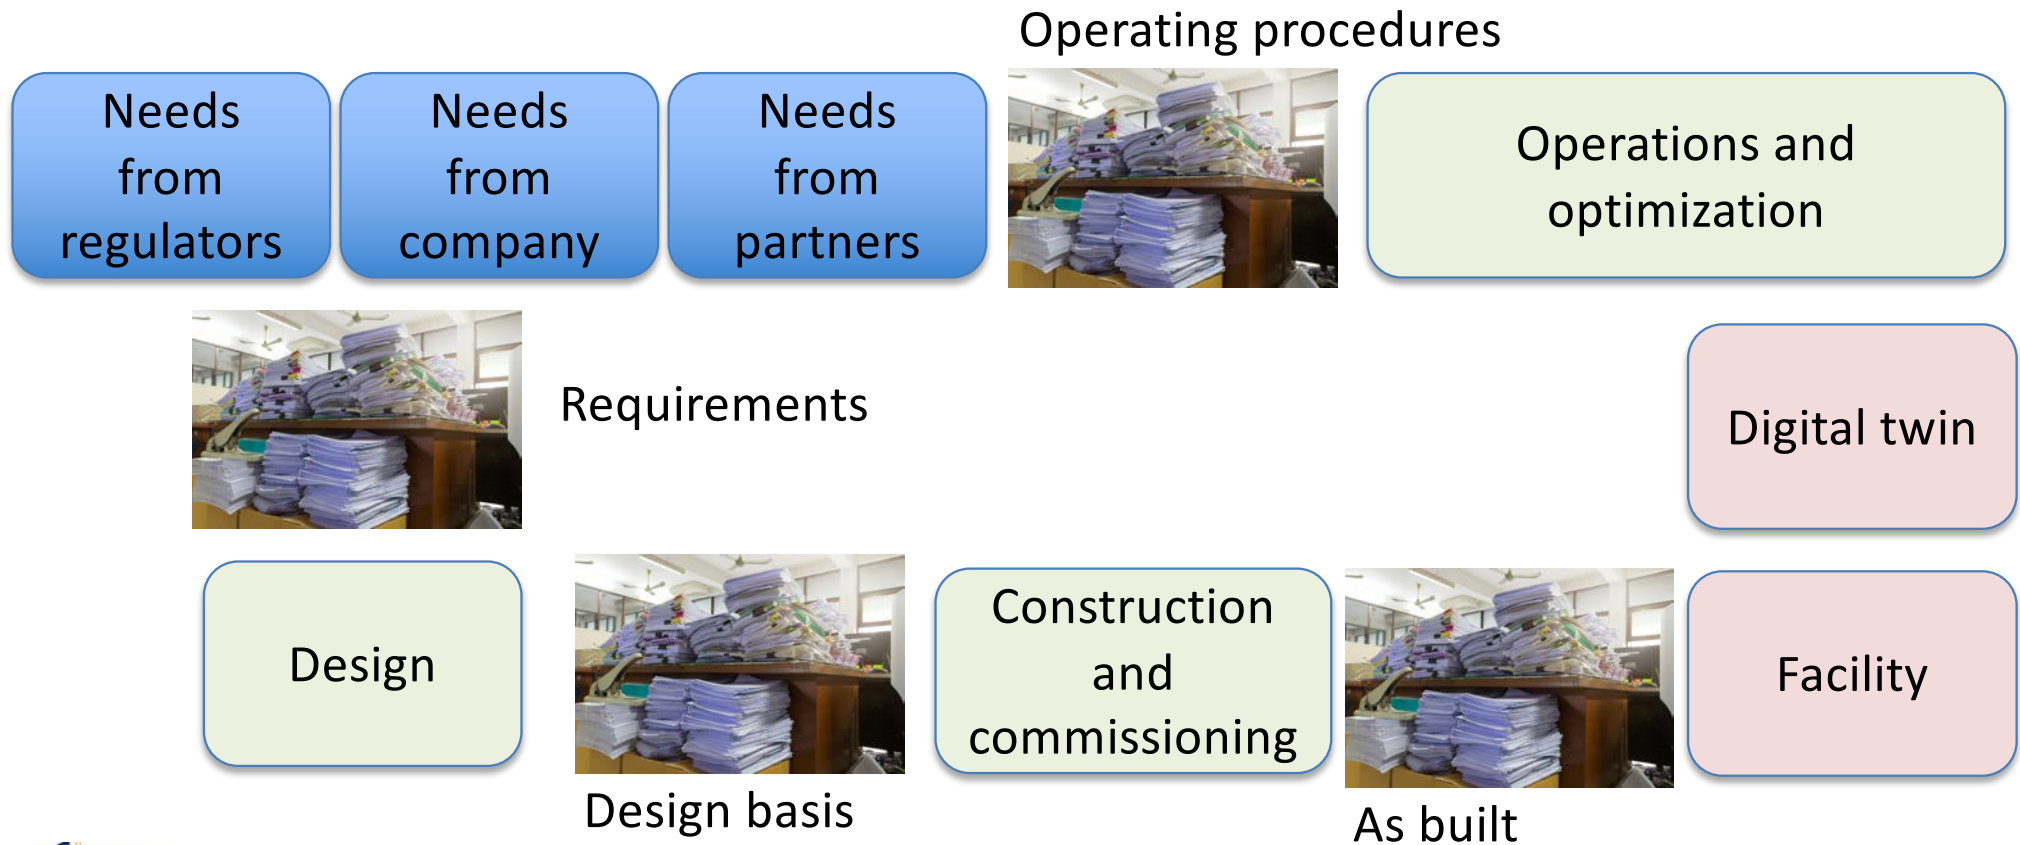 Operating procedures
Needs
from
regulators
Needs
from
company
Needs
from
partners
Operations and
optimization
Requirements
Digital twin
Design
Construction
and
commissioning
Facility
Design basis
As built